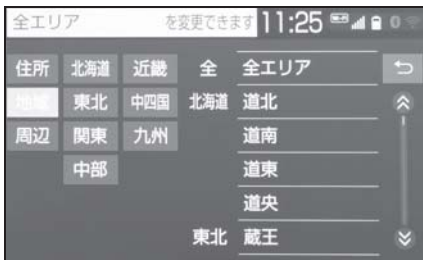 全エリア を変更できます 11:25
住所 北海道 近畿 全 全エリア
地域 東北 中四国 北海道 道北
周辺 関東 九州 道南
中部 道東
道央
東北 蔵王